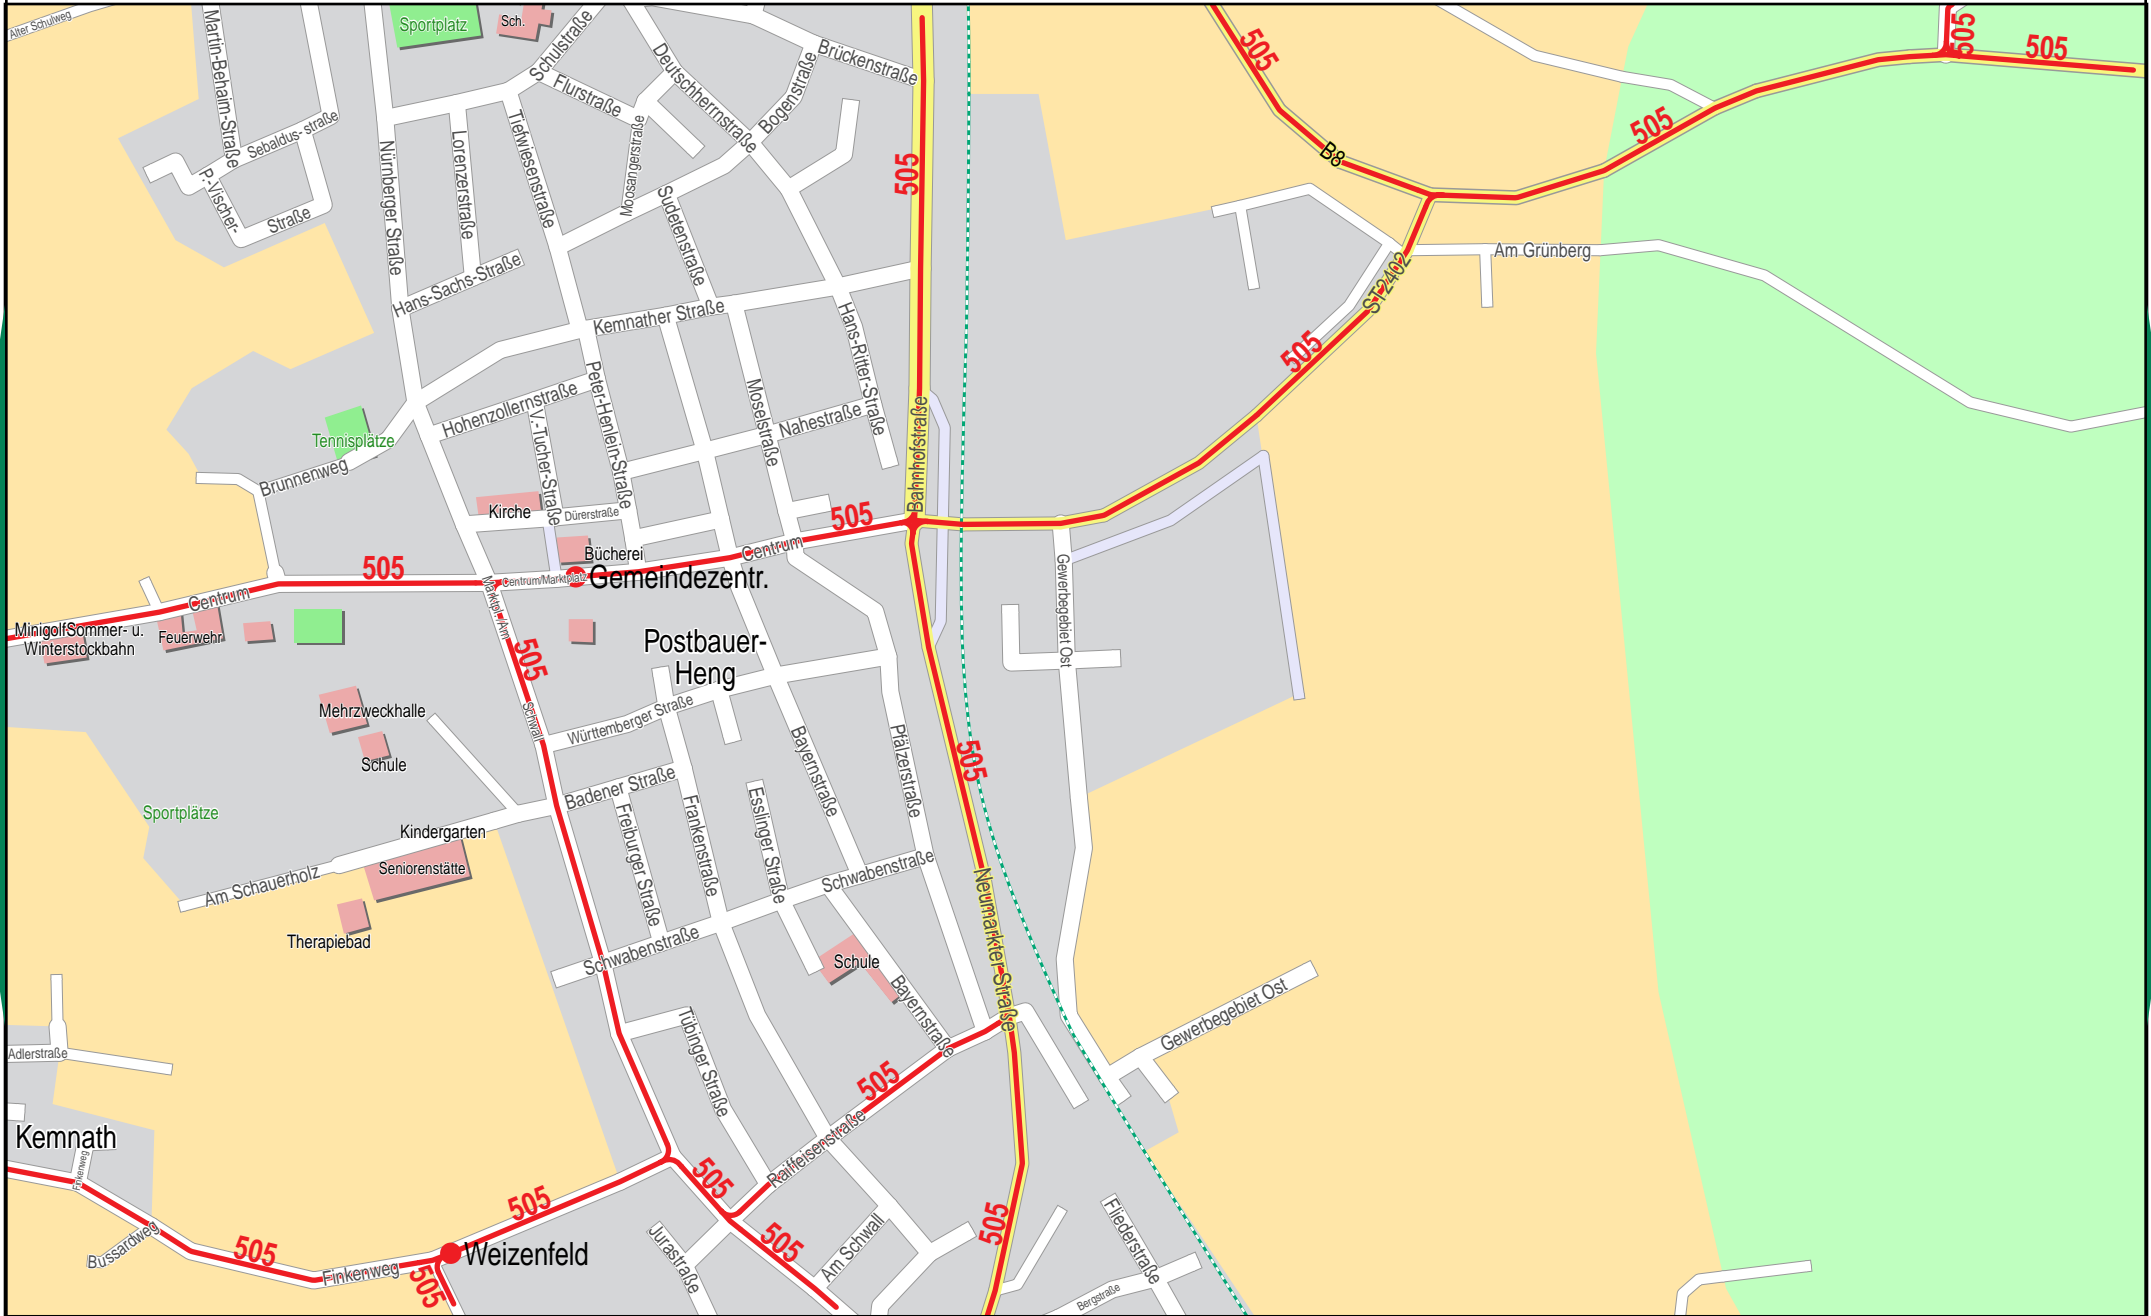 Alter Schulweg
Martin-Behaim-Straße
Sportplatz
Sch.
Schulstraße
Deutschherrnstraße
Brückenstraße
505
505
505
B8
505
505
Flurstraße
Bogenstraße
Sebaldus-straße
P.-Vischer-
Straße
Nürnberger Straße
Lorenzerstraße
Tiefwiesenstraße
Moosangerstraße
Sudetenstraße
505
Hans-Sachs-Straße
Am Grünberg
ST2402
505
Kemnather Straße
Hans-Ritter-Straße
Peter-Henlein-Straße
Moselstraße
Hohenzollernstraße
V.-Tucher-Straße
Nahestraße
Bahnhofstraße
Tennisplätze
Brunnenweg
Kirche
Dürerstraße
505
Bücherei
Centrum
505
Centrum/Marktplatz
Gemeindezentr.
Centrum
Marktpl./Am
Schwall
505
MinigolfSommer- u.
Winterstockbahn
Feuerwehr
Postbauer-
Heng
Gewerbegebiet Ost
Mehrzweckhalle
Schule
Württemberger Straße
Bayernstraße
Pfälzerstraße
505
Sportplätze
Badener Straße
Kindergarten
Seniorenstätte
Am Schauerholz
Therapiebad
Freiburger Straße
Frankenstraße
Esslinger Straße
Schwabenstraße
Schwabenstraße
Neumarkter Straße
Schule
Bayernstraße
Tübinger Straße
Gewerbegebiet Ost
Adlerstraße
505
Raiffeisenstraße
Kemnath
Finkenweg
Bussardweg
505
505
505
505
505
505
Finkenweg
Weizenfeld
Jurastraße
Am Schwall
Fliederstraße
Bergstraße